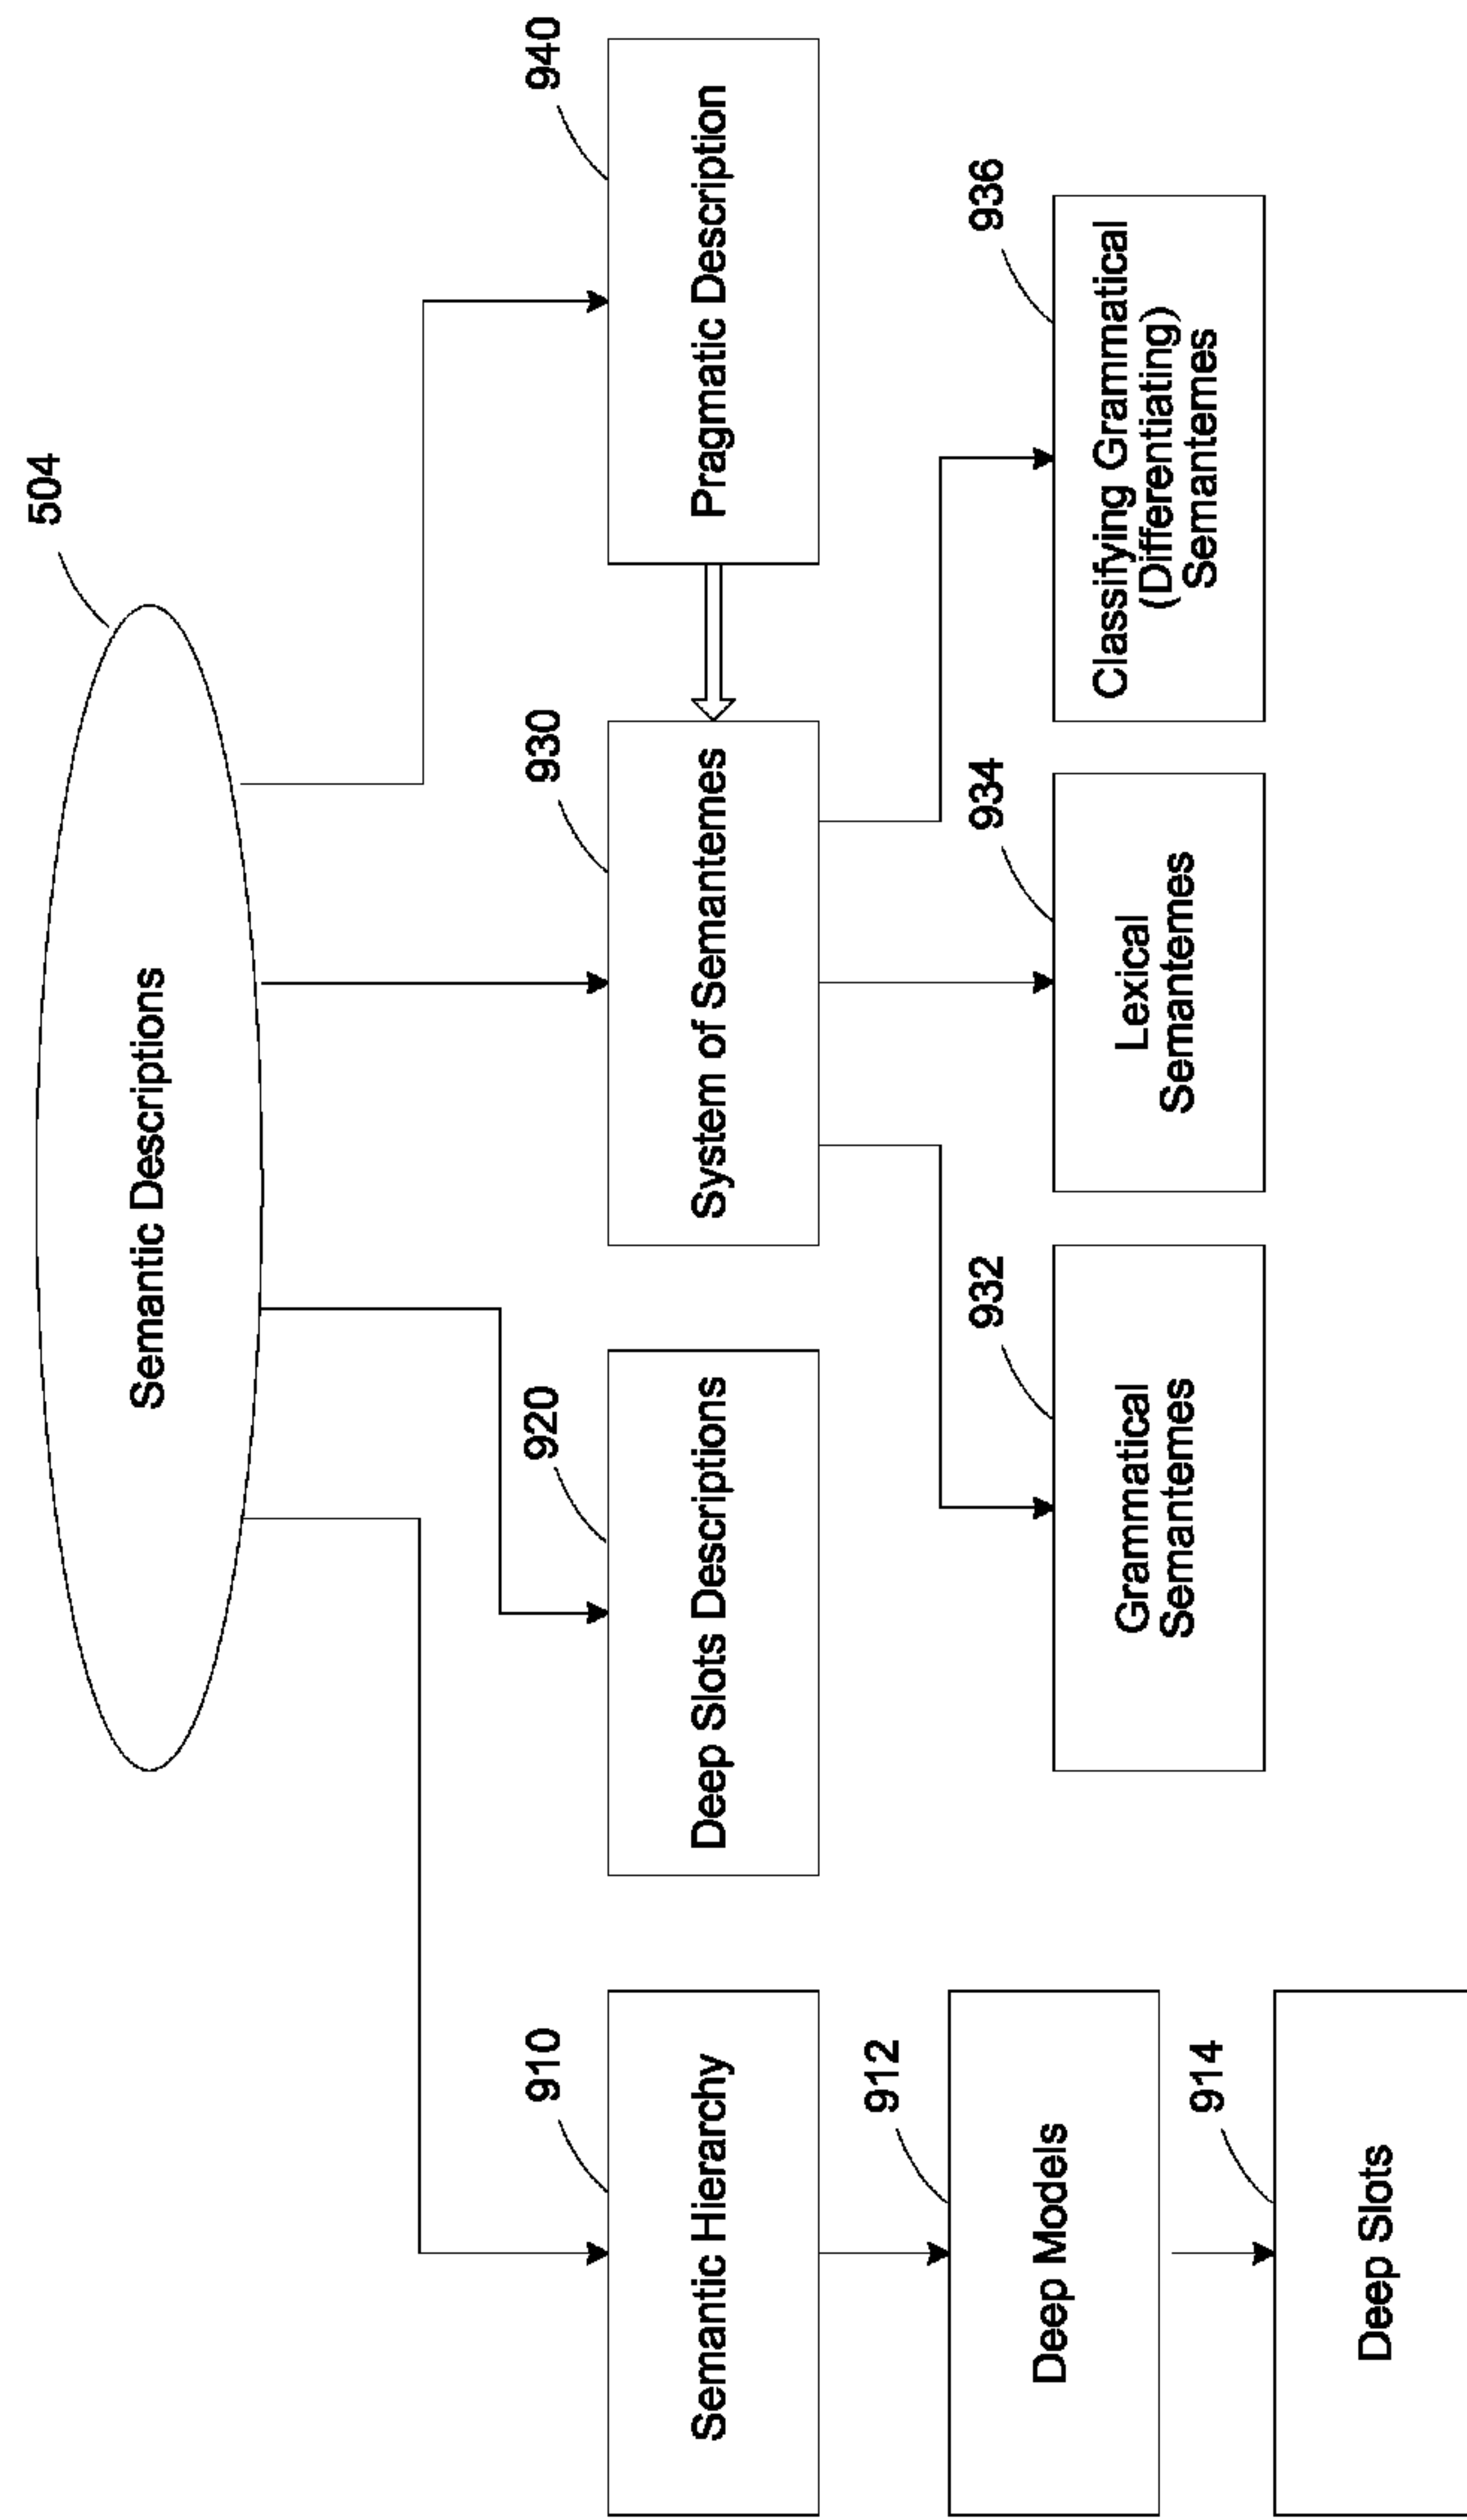 504
Semantic Descriptions
910
920
930
940
Semantic Hierarchy
Deep Slots Descriptions
System of Semantemes
Pragmatic Description
912
932
934
936
Deep Models
Grammatical
Semantemes
Lexical
Semantemes
Classifying Grammatical
(Differentiating)
Semantemes
914
Deep Slots